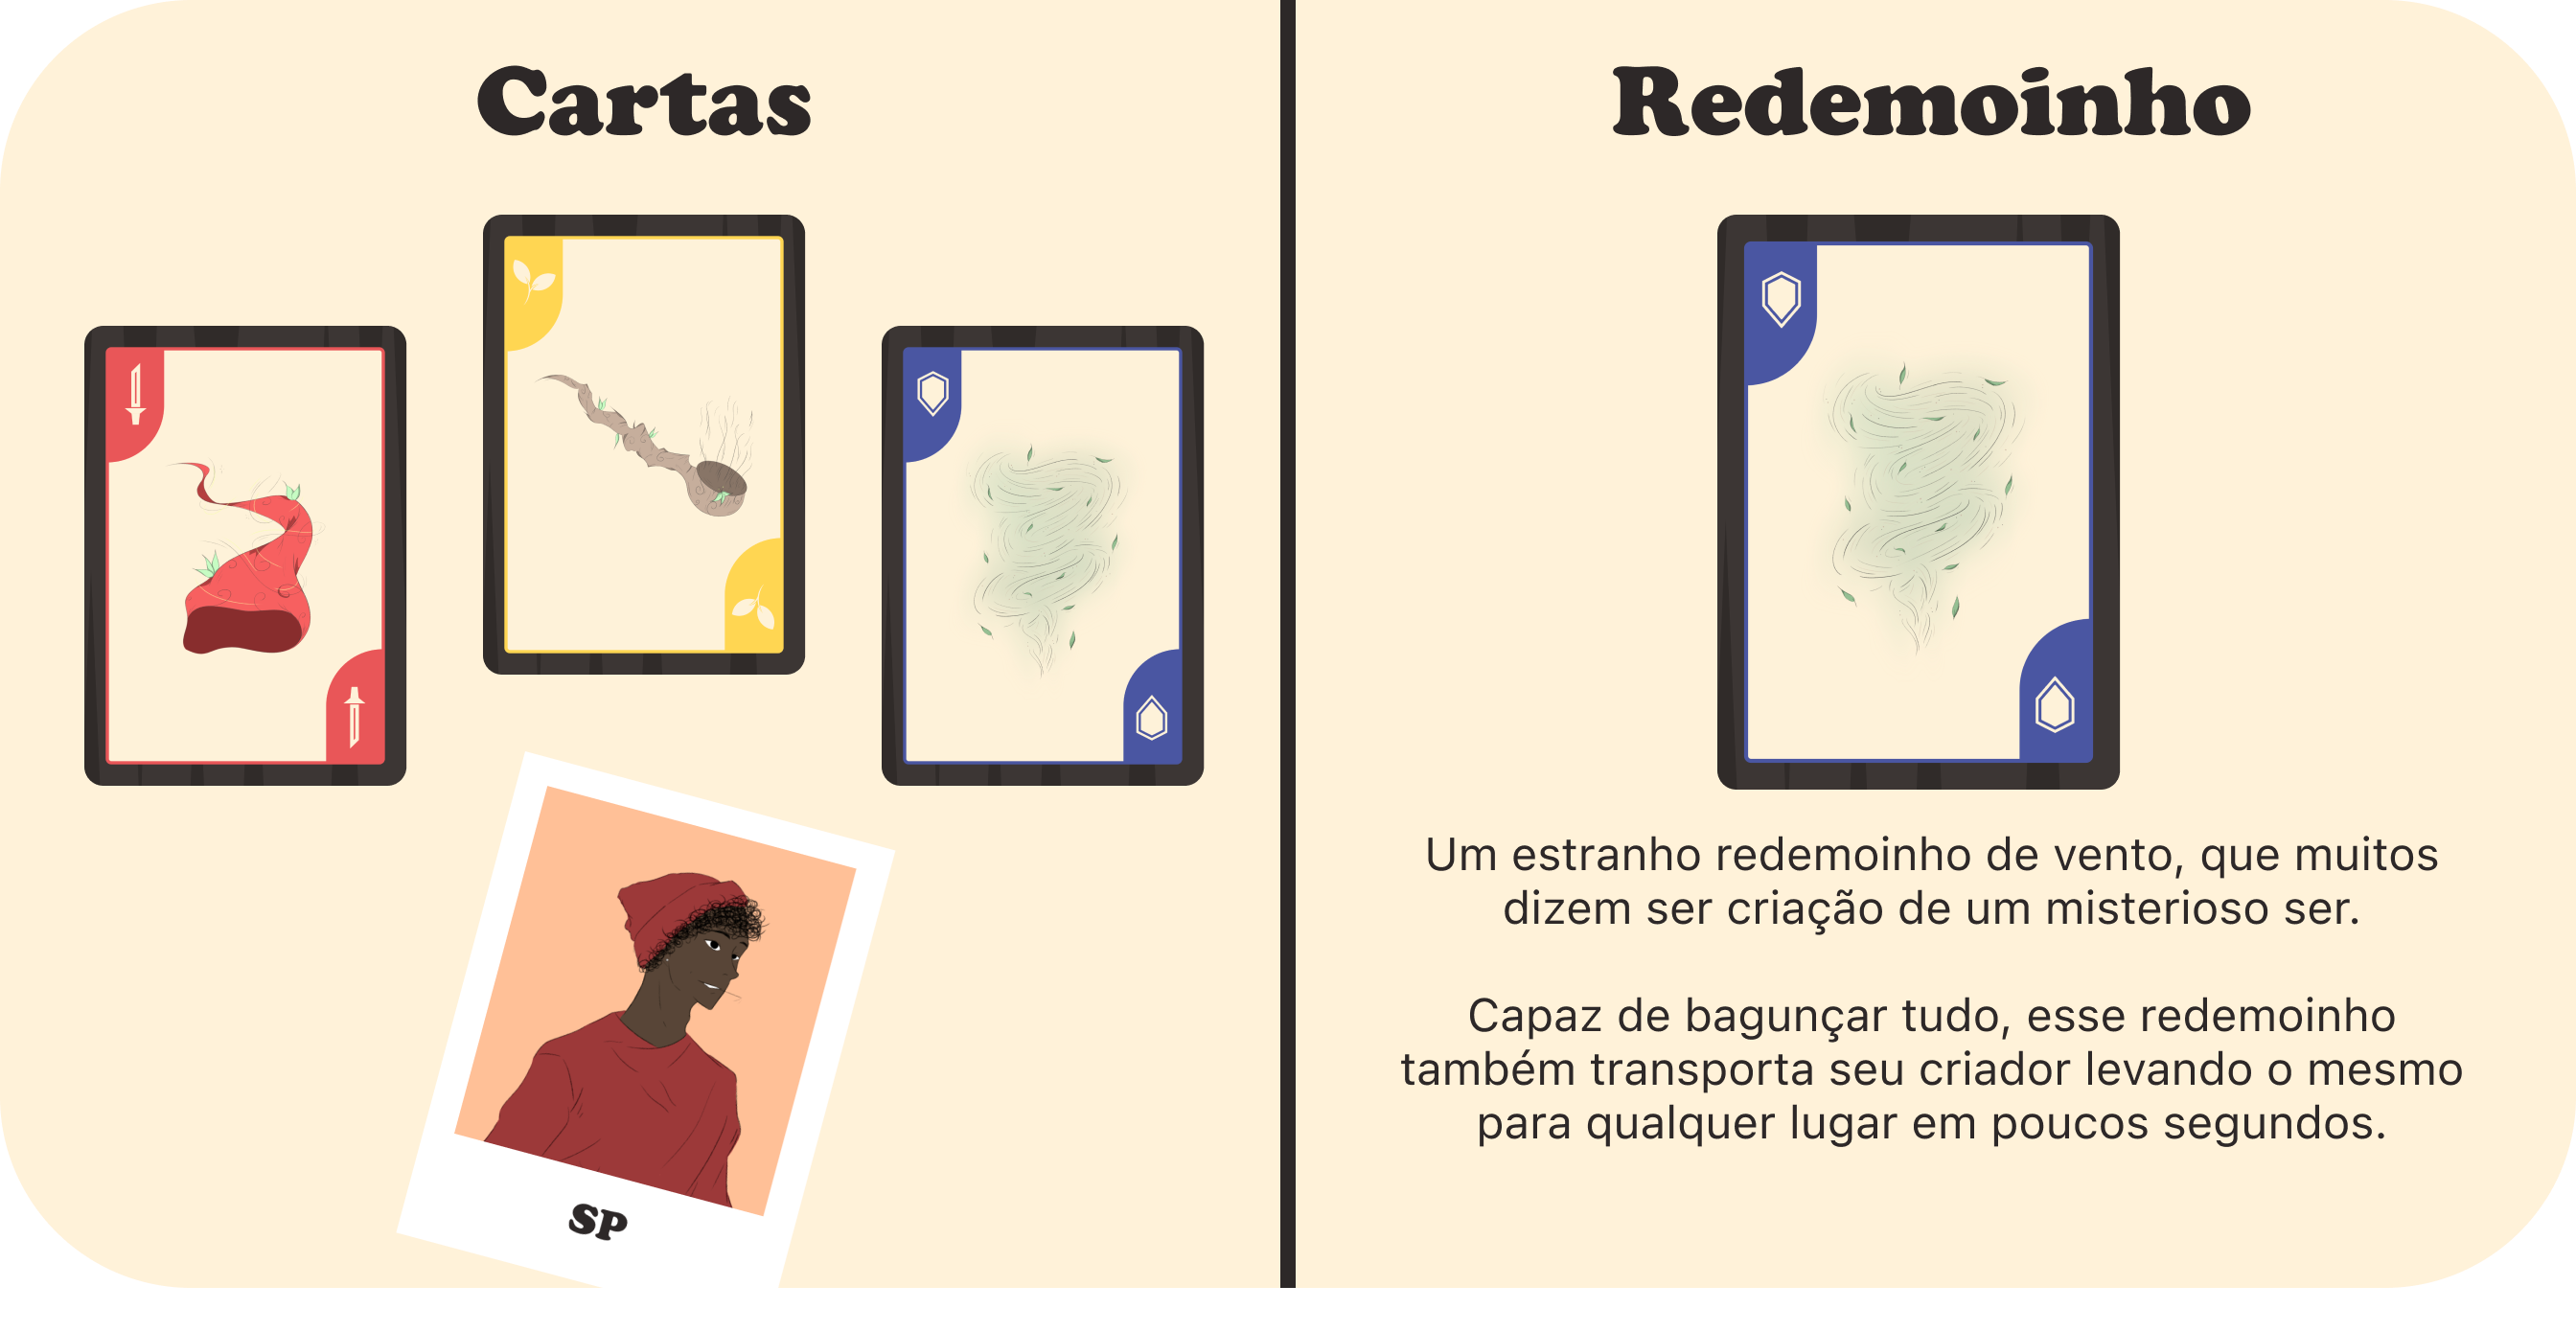 Cartas
SP
Redemoinho
Um estranho redemoinho de vento, que muitos
dizem ser criação de um misterioso ser.
Capaz de bagunçar tudo, esse redemoinho
também transporta seu criador levando o mesmo
para qualquer lugar em poucos segundos.